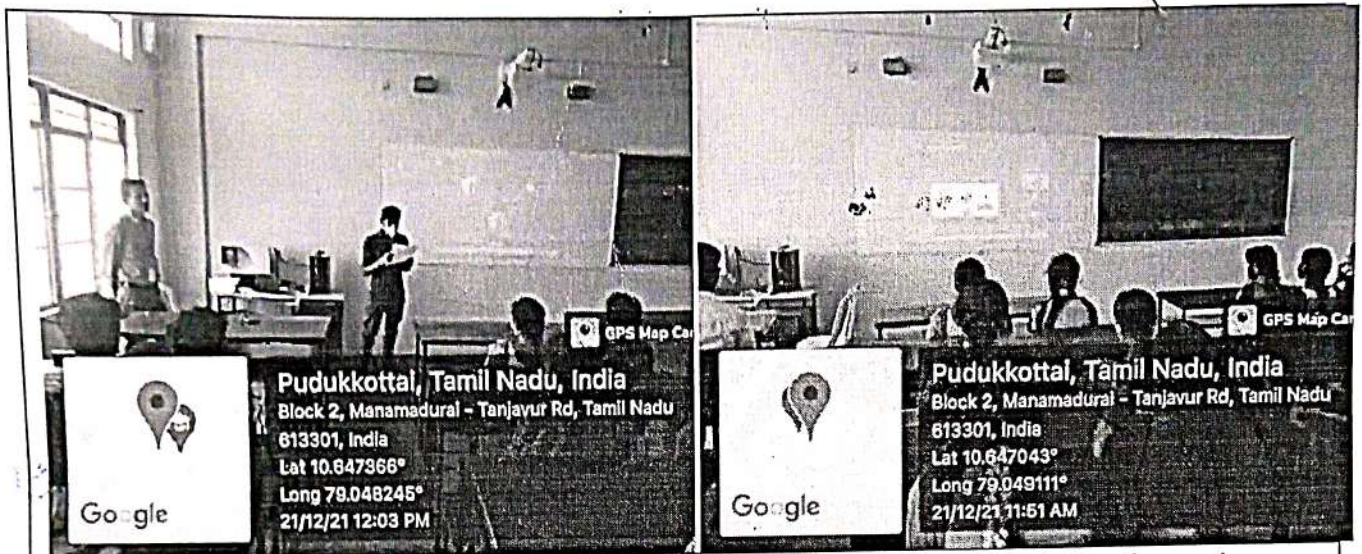 GPS Map Ca
Pudukkottai, Tamil Nadu, India
Block 2, Manamadurai - Tanjavur Rd, Tamil Nadu
613301, India
Lat 10.647366°
Long 79.048245°
21/12/21 12:03 PM
Google
GPS Map Ca
Pudukkottai, Tamil Nadu, India
Block 2, Manamadurai - Tanjavur Rd, Tamil Nadu
613301, India
Lat 10.647043°
Long 79.049111°
21/12/21 11:51 AM
Google